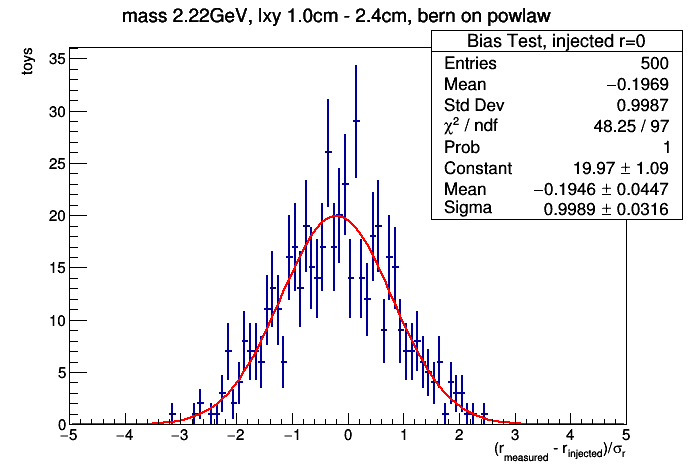 mass 2.22GeV, lxy 1.0cm - 2.4cm, bern on powlaw
Bias Test, injected r=0
Entries 500
Mean −0.1969
Std Dev 0.9987
χ² / ndf 48.25 / 97
Prob 1
Constant 19.97 ± 1.09
Mean −0.1946 ± 0.0447
Sigma 0.9989 ± 0.0316
toys
35
30
25
20
15
10
5
0
−5 −4 −3 −2 −1 0 1 2 3 4 5
(r_measured - r_injected)/σ_r